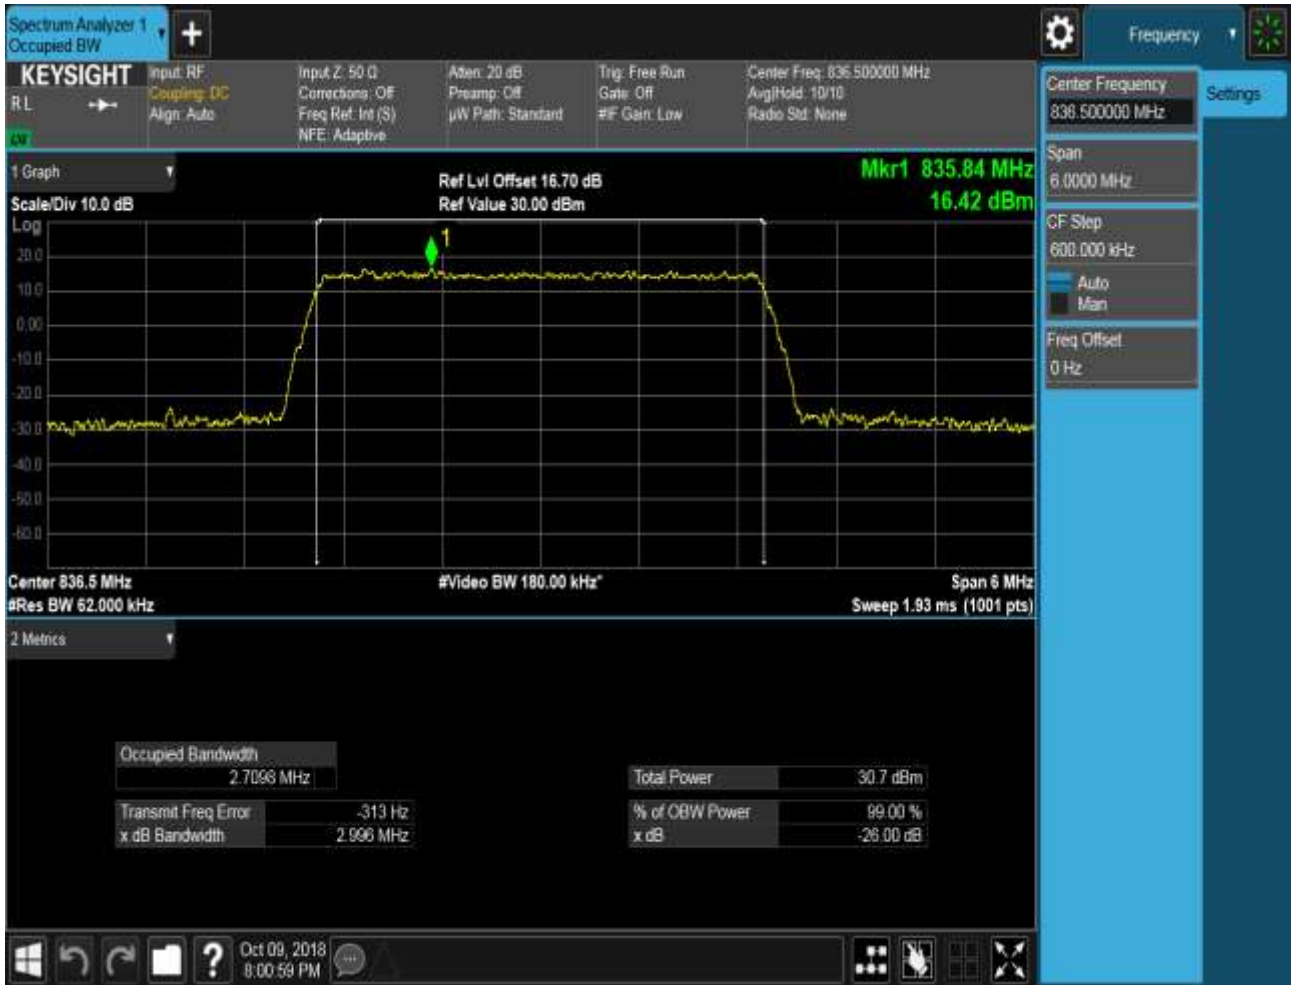 Spectrum Analyzer 1
Occupied BW
+
Frequency
KEYSIGHT
R L
Input: RF
Coupling: DC
Align: Auto
Input Z: 50 Ω
Corrections: Off
Freq Ref: Int (S)
NFE: Adaptive
Atten: 20 dB
Preamp: Off
µW Path: Standard
Trig: Free Run
Gate: Off
#IF Gain: Low
Center Freq: 836.500000 MHz
Avg|Hold: 10/10
Radio Std: None
Center Frequency
836.500000 MHz
Settings
Span
6.0000 MHz
CF Step
600.000 kHz
Auto
Man
Freq Offset
0 Hz
1 Graph
Scale/Div 10.0 dB
Ref Lvl Offset 16.70 dB
Ref Value 30.00 dBm
Mkr1 835.84 MHz
16.42 dBm
Log
1
20.0
10.0
0.00
-10.0
-20.0
-30.0
-40.0
-50.0
-60.0
Center 836.5 MHz
#Res BW 62.000 kHz
#Video BW 180.00 kHz*
Span 6 MHz
Sweep 1.93 ms (1001 pts)
2 Metrics
Occupied Bandwidth
2.7098 MHz
Transmit Freq Error -313 Hz
x dB Bandwidth 2.996 MHz
Total Power 30.7 dBm
% of OBW Power 99.00 %
x dB -26.00 dB
?
Oct 09, 2018
8:00:59 PM